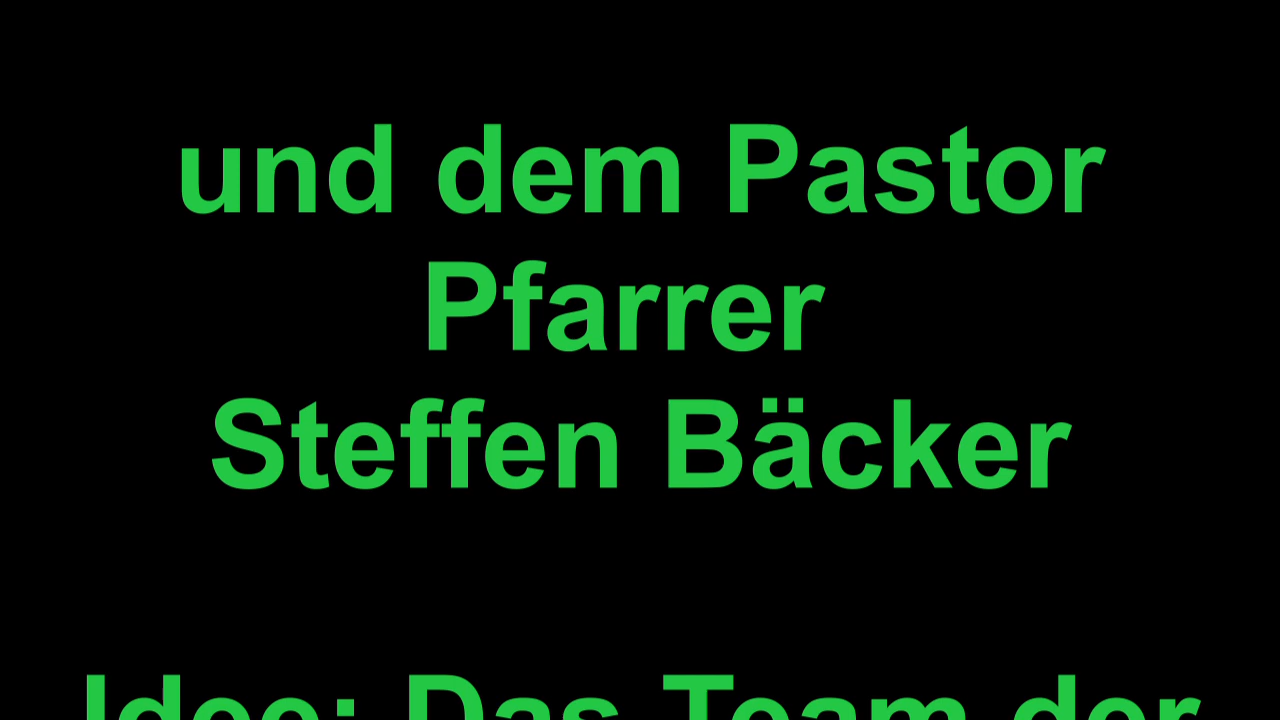 und dem Pastor
Pfarrer
Steffen Bäcker
Idee: Das Team der